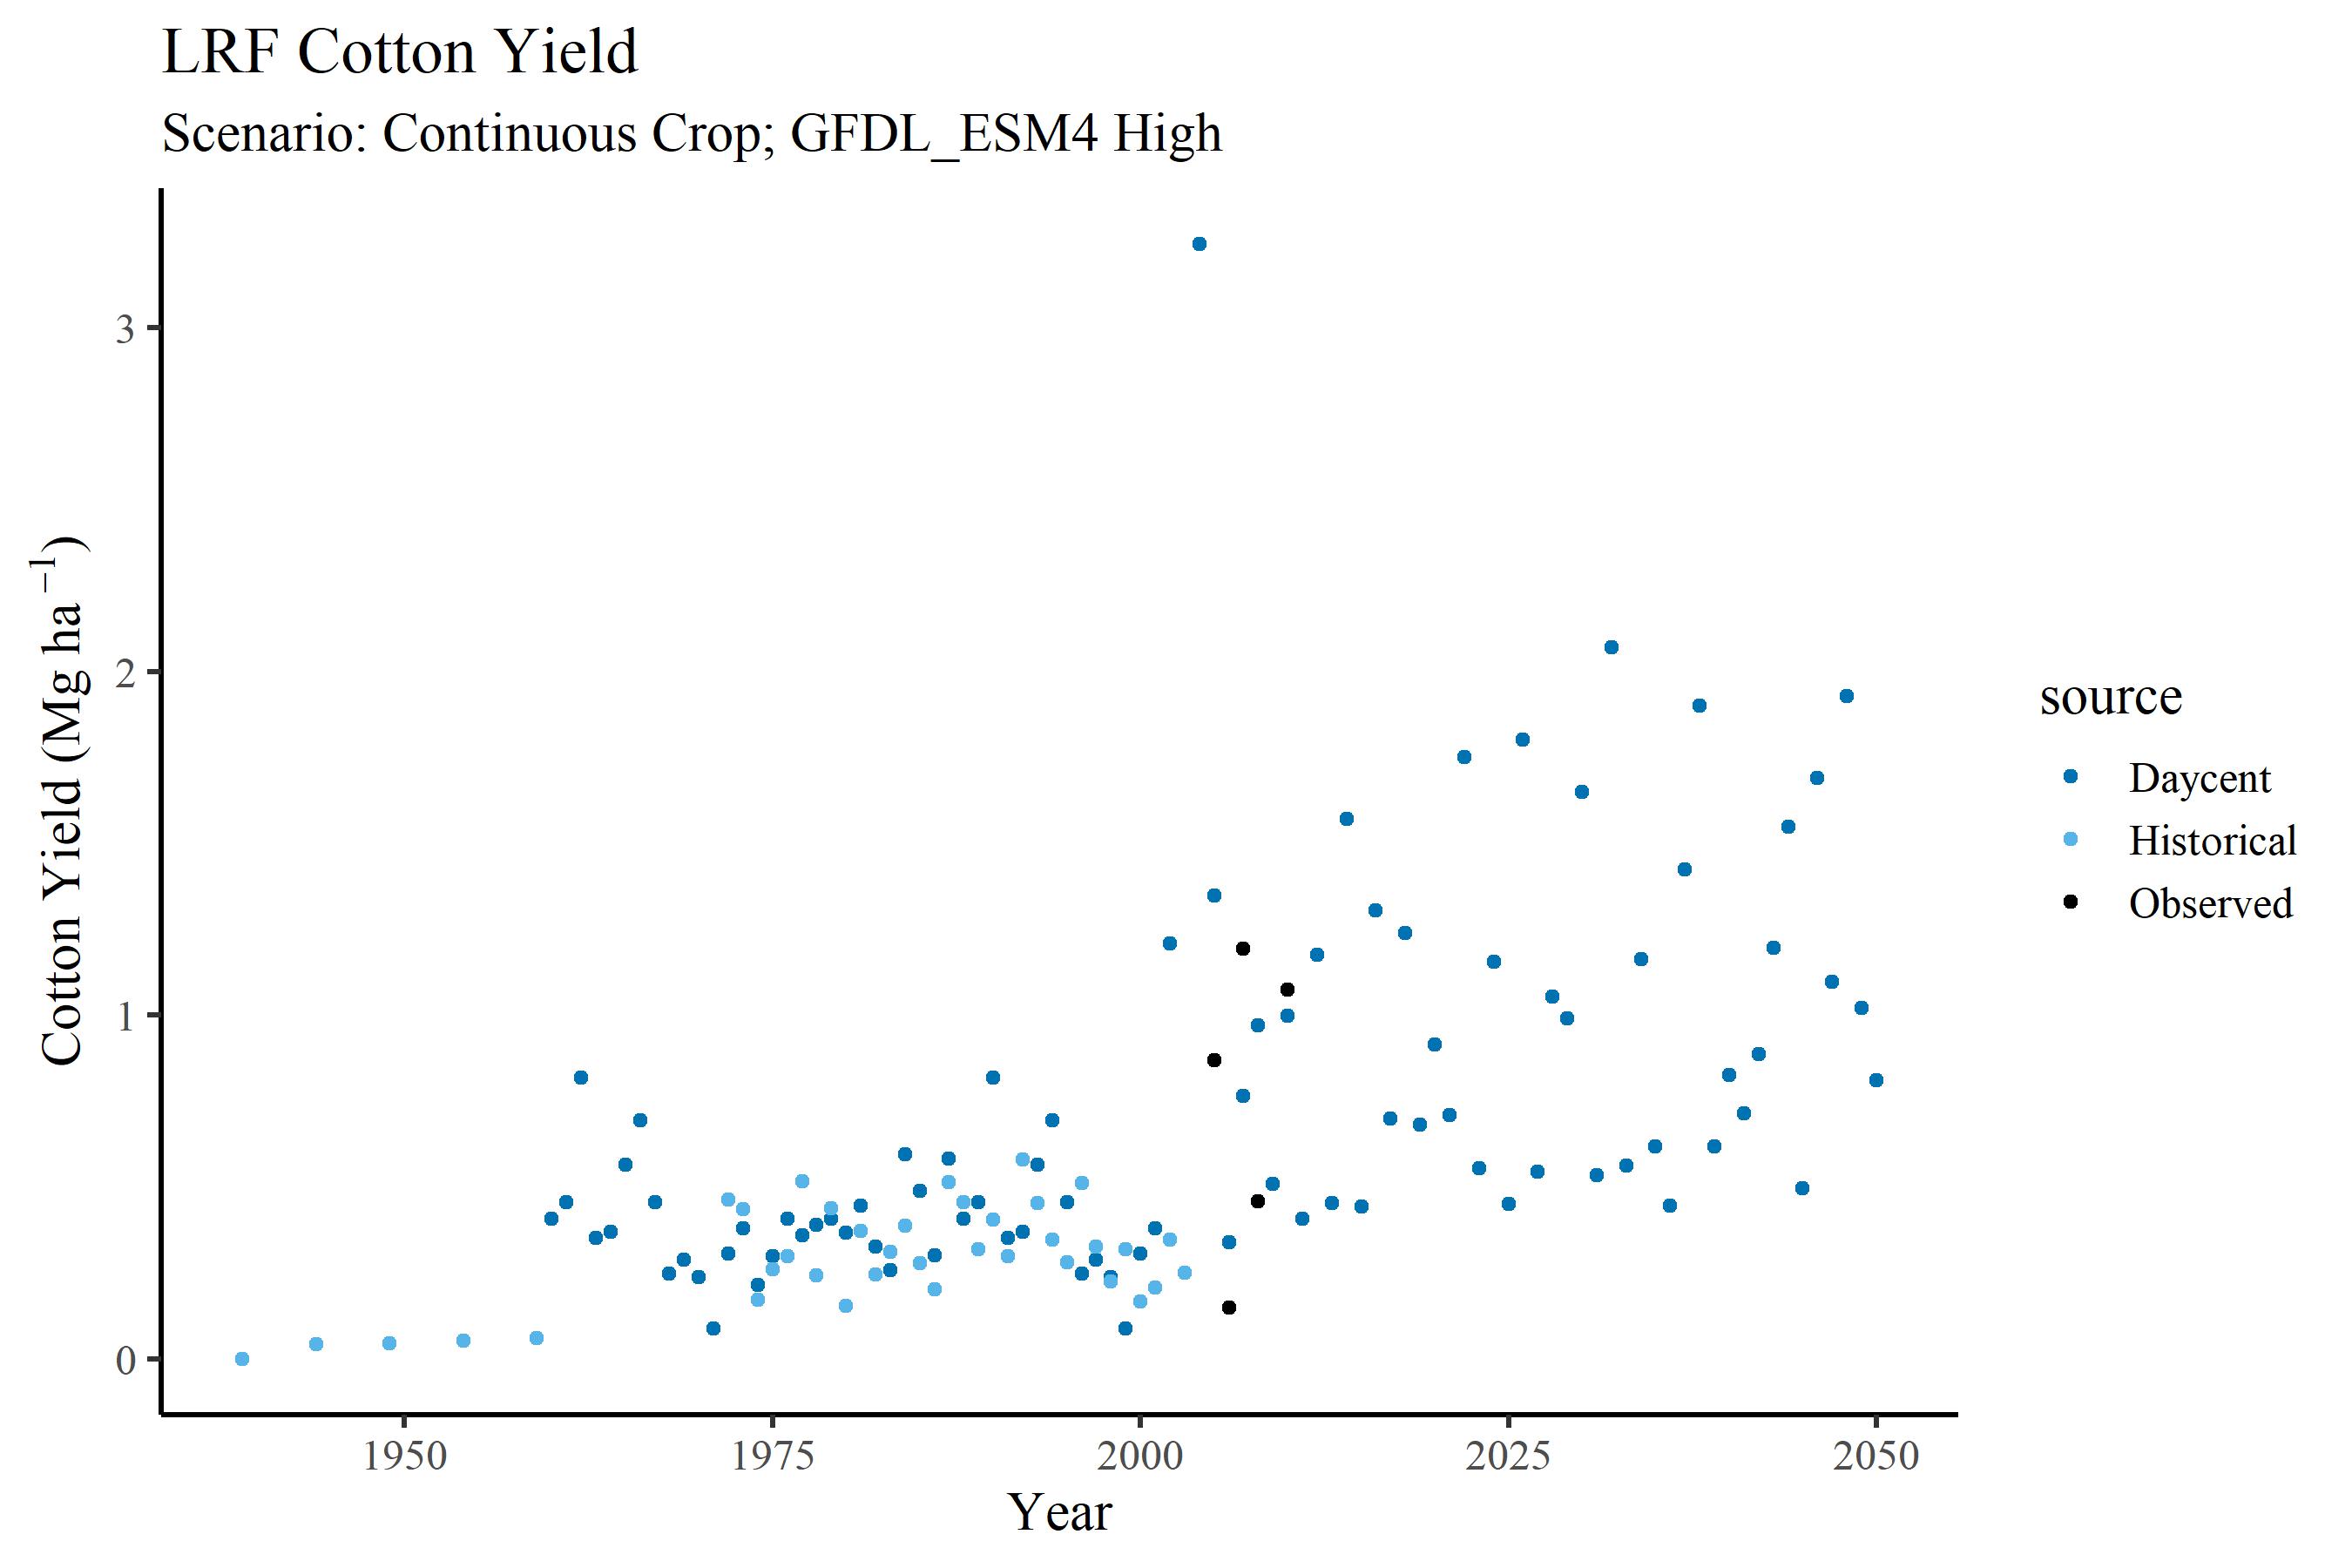 LRF Cotton Yield
Scenario: Continuous Crop; GFDL_ESM4 High
Cotton Yield (Mg ha⁻¹)
3
2
1
0
1950
1975
2000
2025
2050
Year
source
Daycent
Historical
Observed